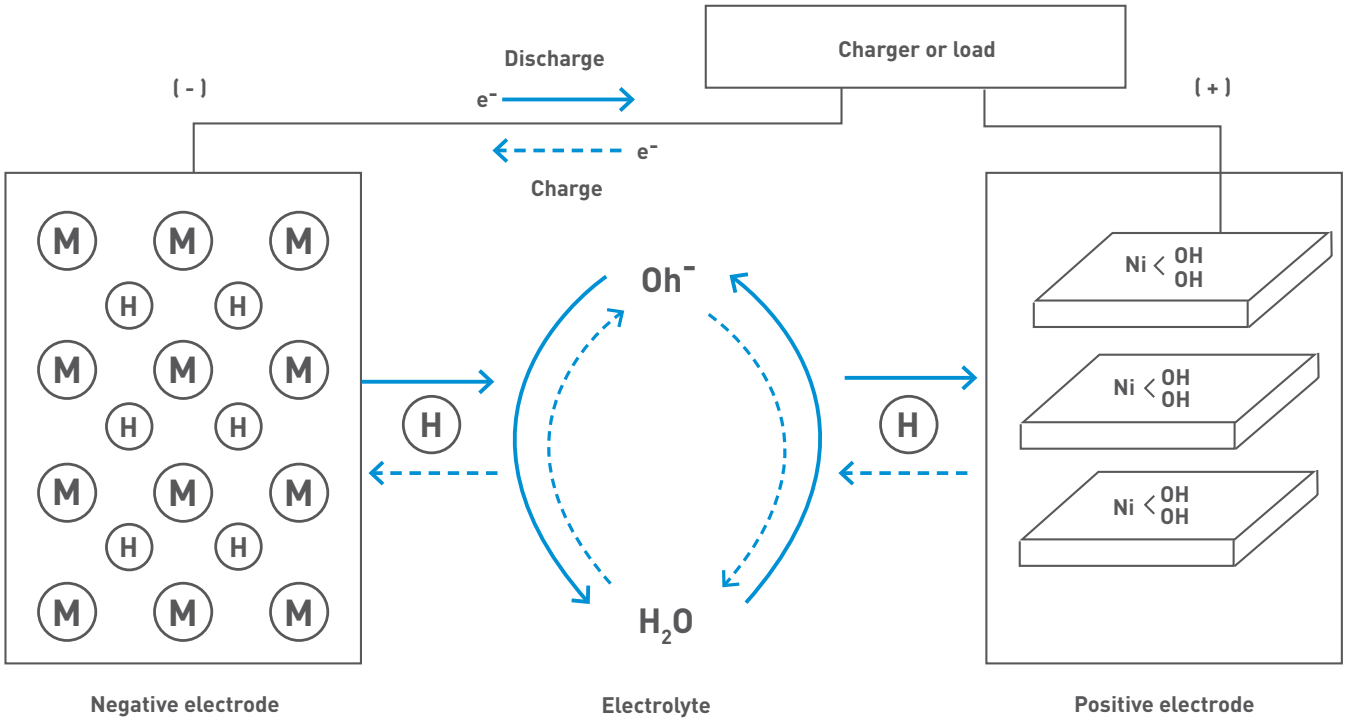 Discharge
Charger or load
( - )
( + )
e⁻
e⁻
Charge
M M M
H H
M M M
H H
M M M
H H
M M M
H
Oh⁻
H₂O
H
Ni < OH
OH
Ni < OH
OH
Ni < OH
OH
Negative electrode
Electrolyte
Positive electrode